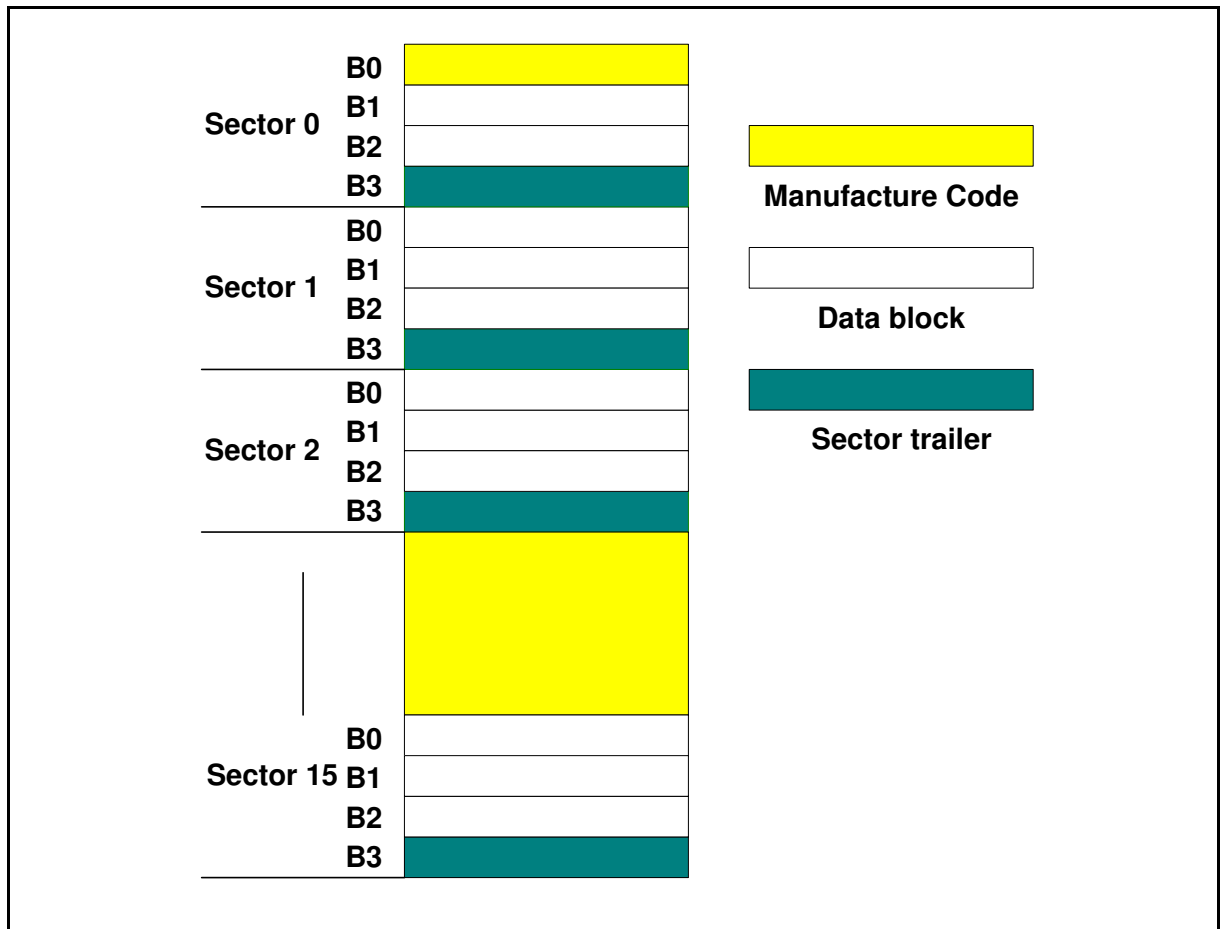 B0
B1
Sector 0
B2
B3
B0
B1
Sector 1
B2
B3
B0
B1
Sector 2
B2
B3
B0
Sector 15 B1
B2
B3
Manufacture Code
Data block
Sector trailer